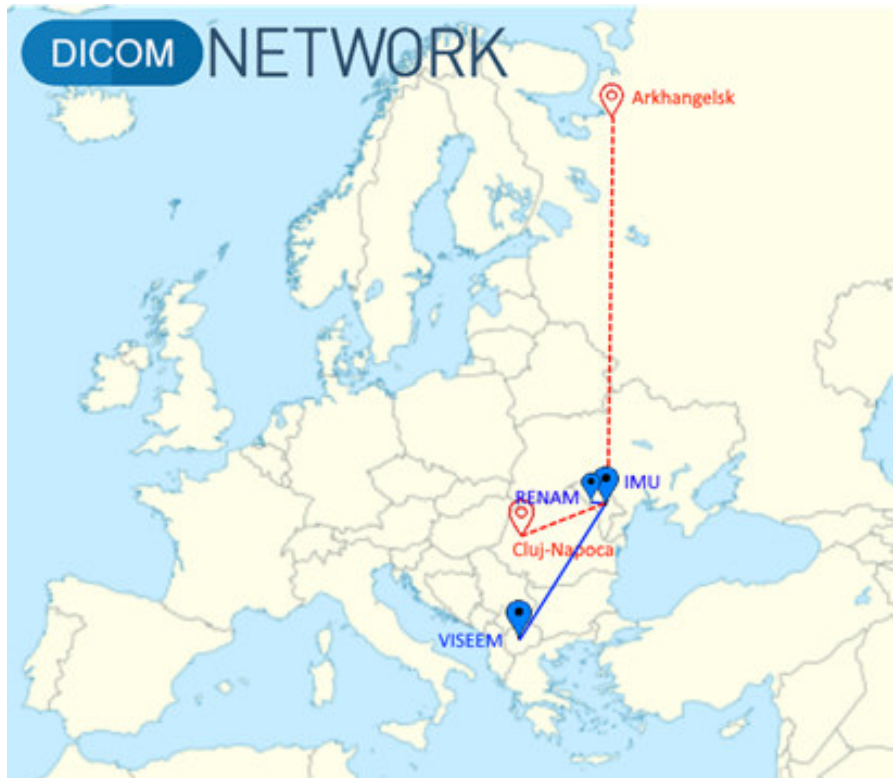 DICOM NETWORK
Arkhangelsk
IMU
RENAM
Cluj-Napoca
VISEEM